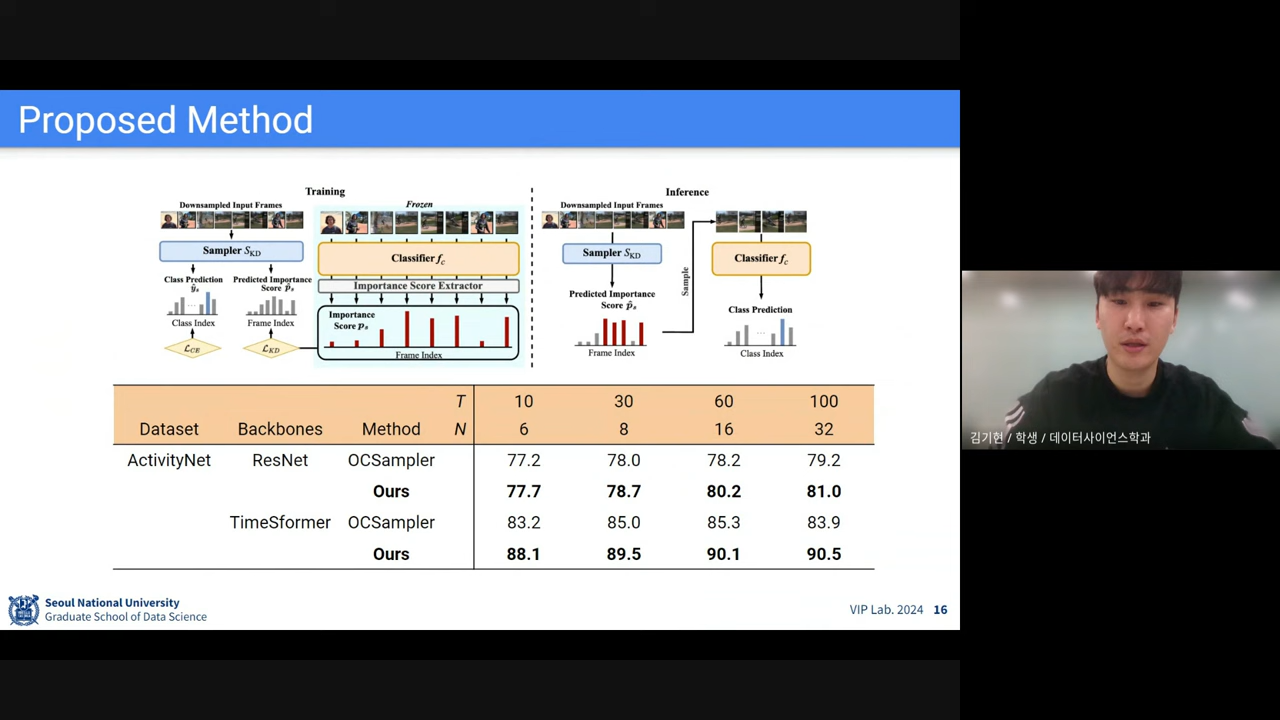 Proposed Method
Training
Downsampled Input Frames
Frozen
Sampler S_KD
Classifier f_c
Importance Score Extractor
Class Prediction
ŷ_s
Predicted Importance
Score p̂_s
Class Index
Frame Index
Importance
Score p_s
Frame Index
ℒ_CE
ℒ_KD
Inference
Downsampled Input Frames
Sampler S_KD
Classifier f_c
Sample
Predicted Importance
Score p̂_s
Frame Index
Class Prediction
Class Index
T 10 30 60 100
Dataset Backbones Method N 6 8 16 32
ActivityNet ResNet OCSampler 77.2 78.0 78.2 79.2
Ours 77.7 78.7 80.2 81.0
TimeSformer OCSampler 83.2 85.0 85.3 83.9
Ours 88.1 89.5 90.1 90.5
Seoul National University
Graduate School of Data Science
VIP Lab. 2024 16
김기현 / 학생 / 데이터사이언스학과